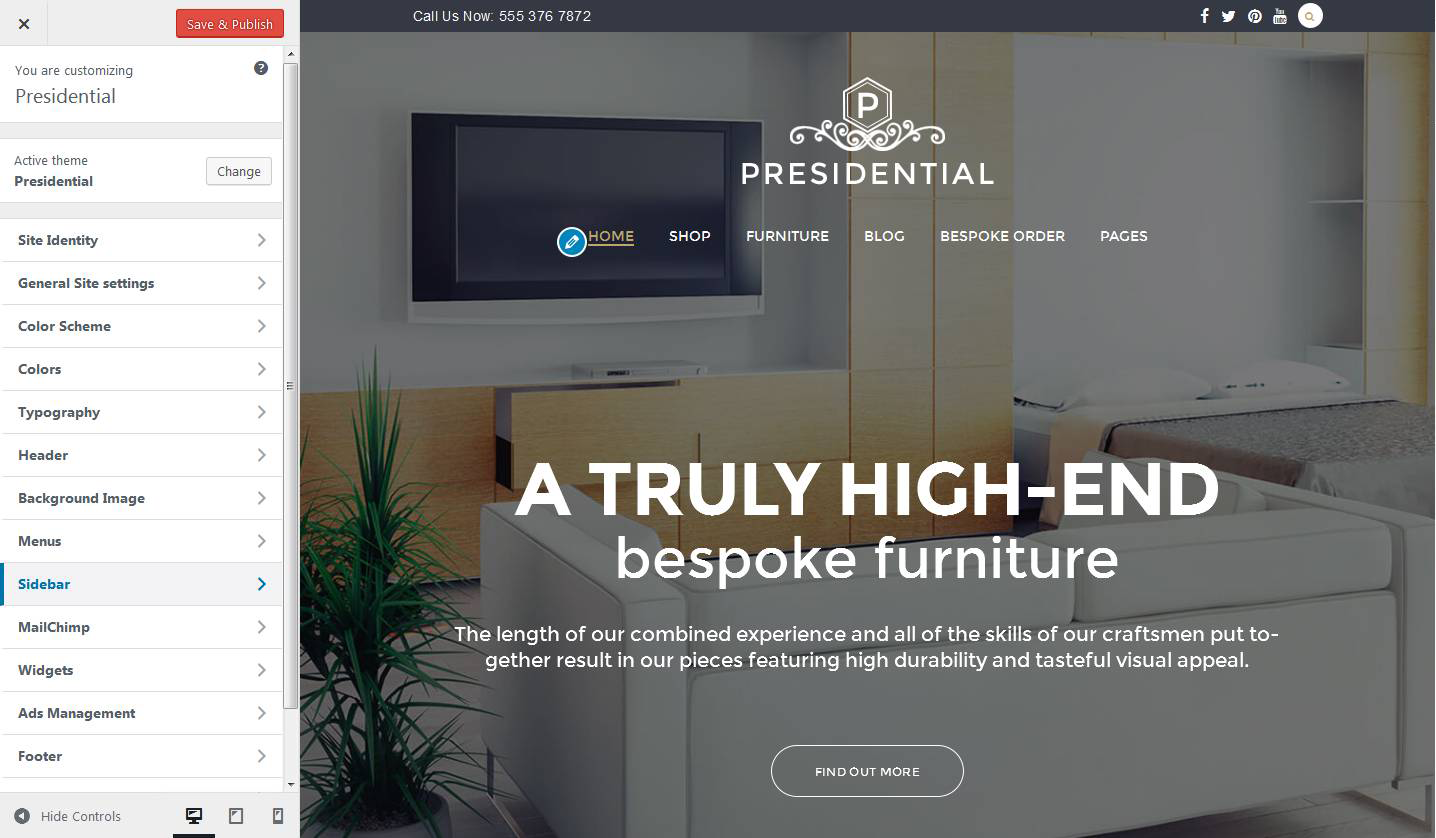 Save & Publish
You are customizing
Presidential
Active theme
Presidential
Change
Site Identity
General Site settings
Color Scheme
Colors
Typography
Header
Background Image
Menus
Sidebar
MailChimp
Widgets
Ads Management
Footer
Hide Controls
Call Us Now: 555 376 7872
You
Tube
P
PRESIDENTIAL
HOME SHOP FURNITURE BLOG BESPOKE ORDER PAGES
A TRULY HIGH-END
bespoke furniture
The length of our combined experience and all of the skills of our craftsmen put to-
gether result in our pieces featuring high durability and tasteful visual appeal.
FIND OUT MORE